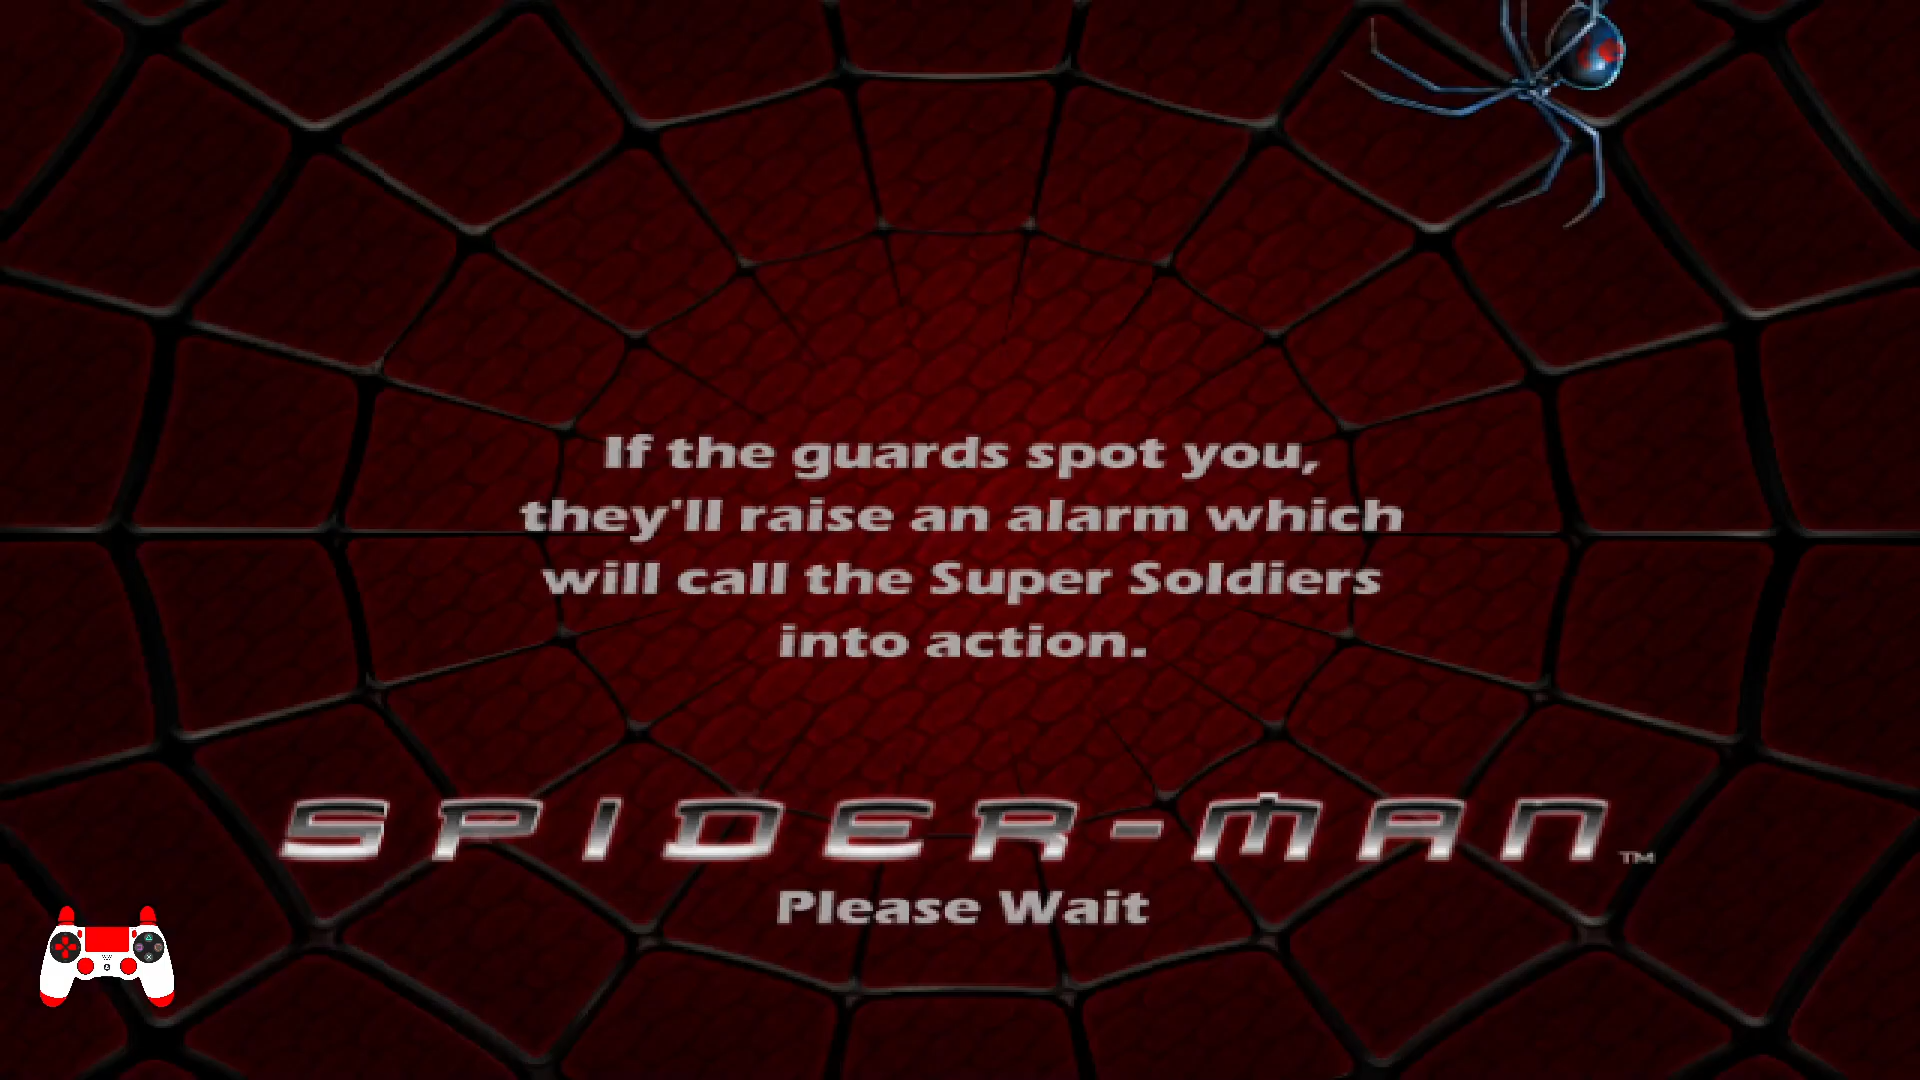 If the guards spot you,
they'll raise an alarm which
will call the Super Soldiers
into action.
SPIDER-MAN™
Please Wait